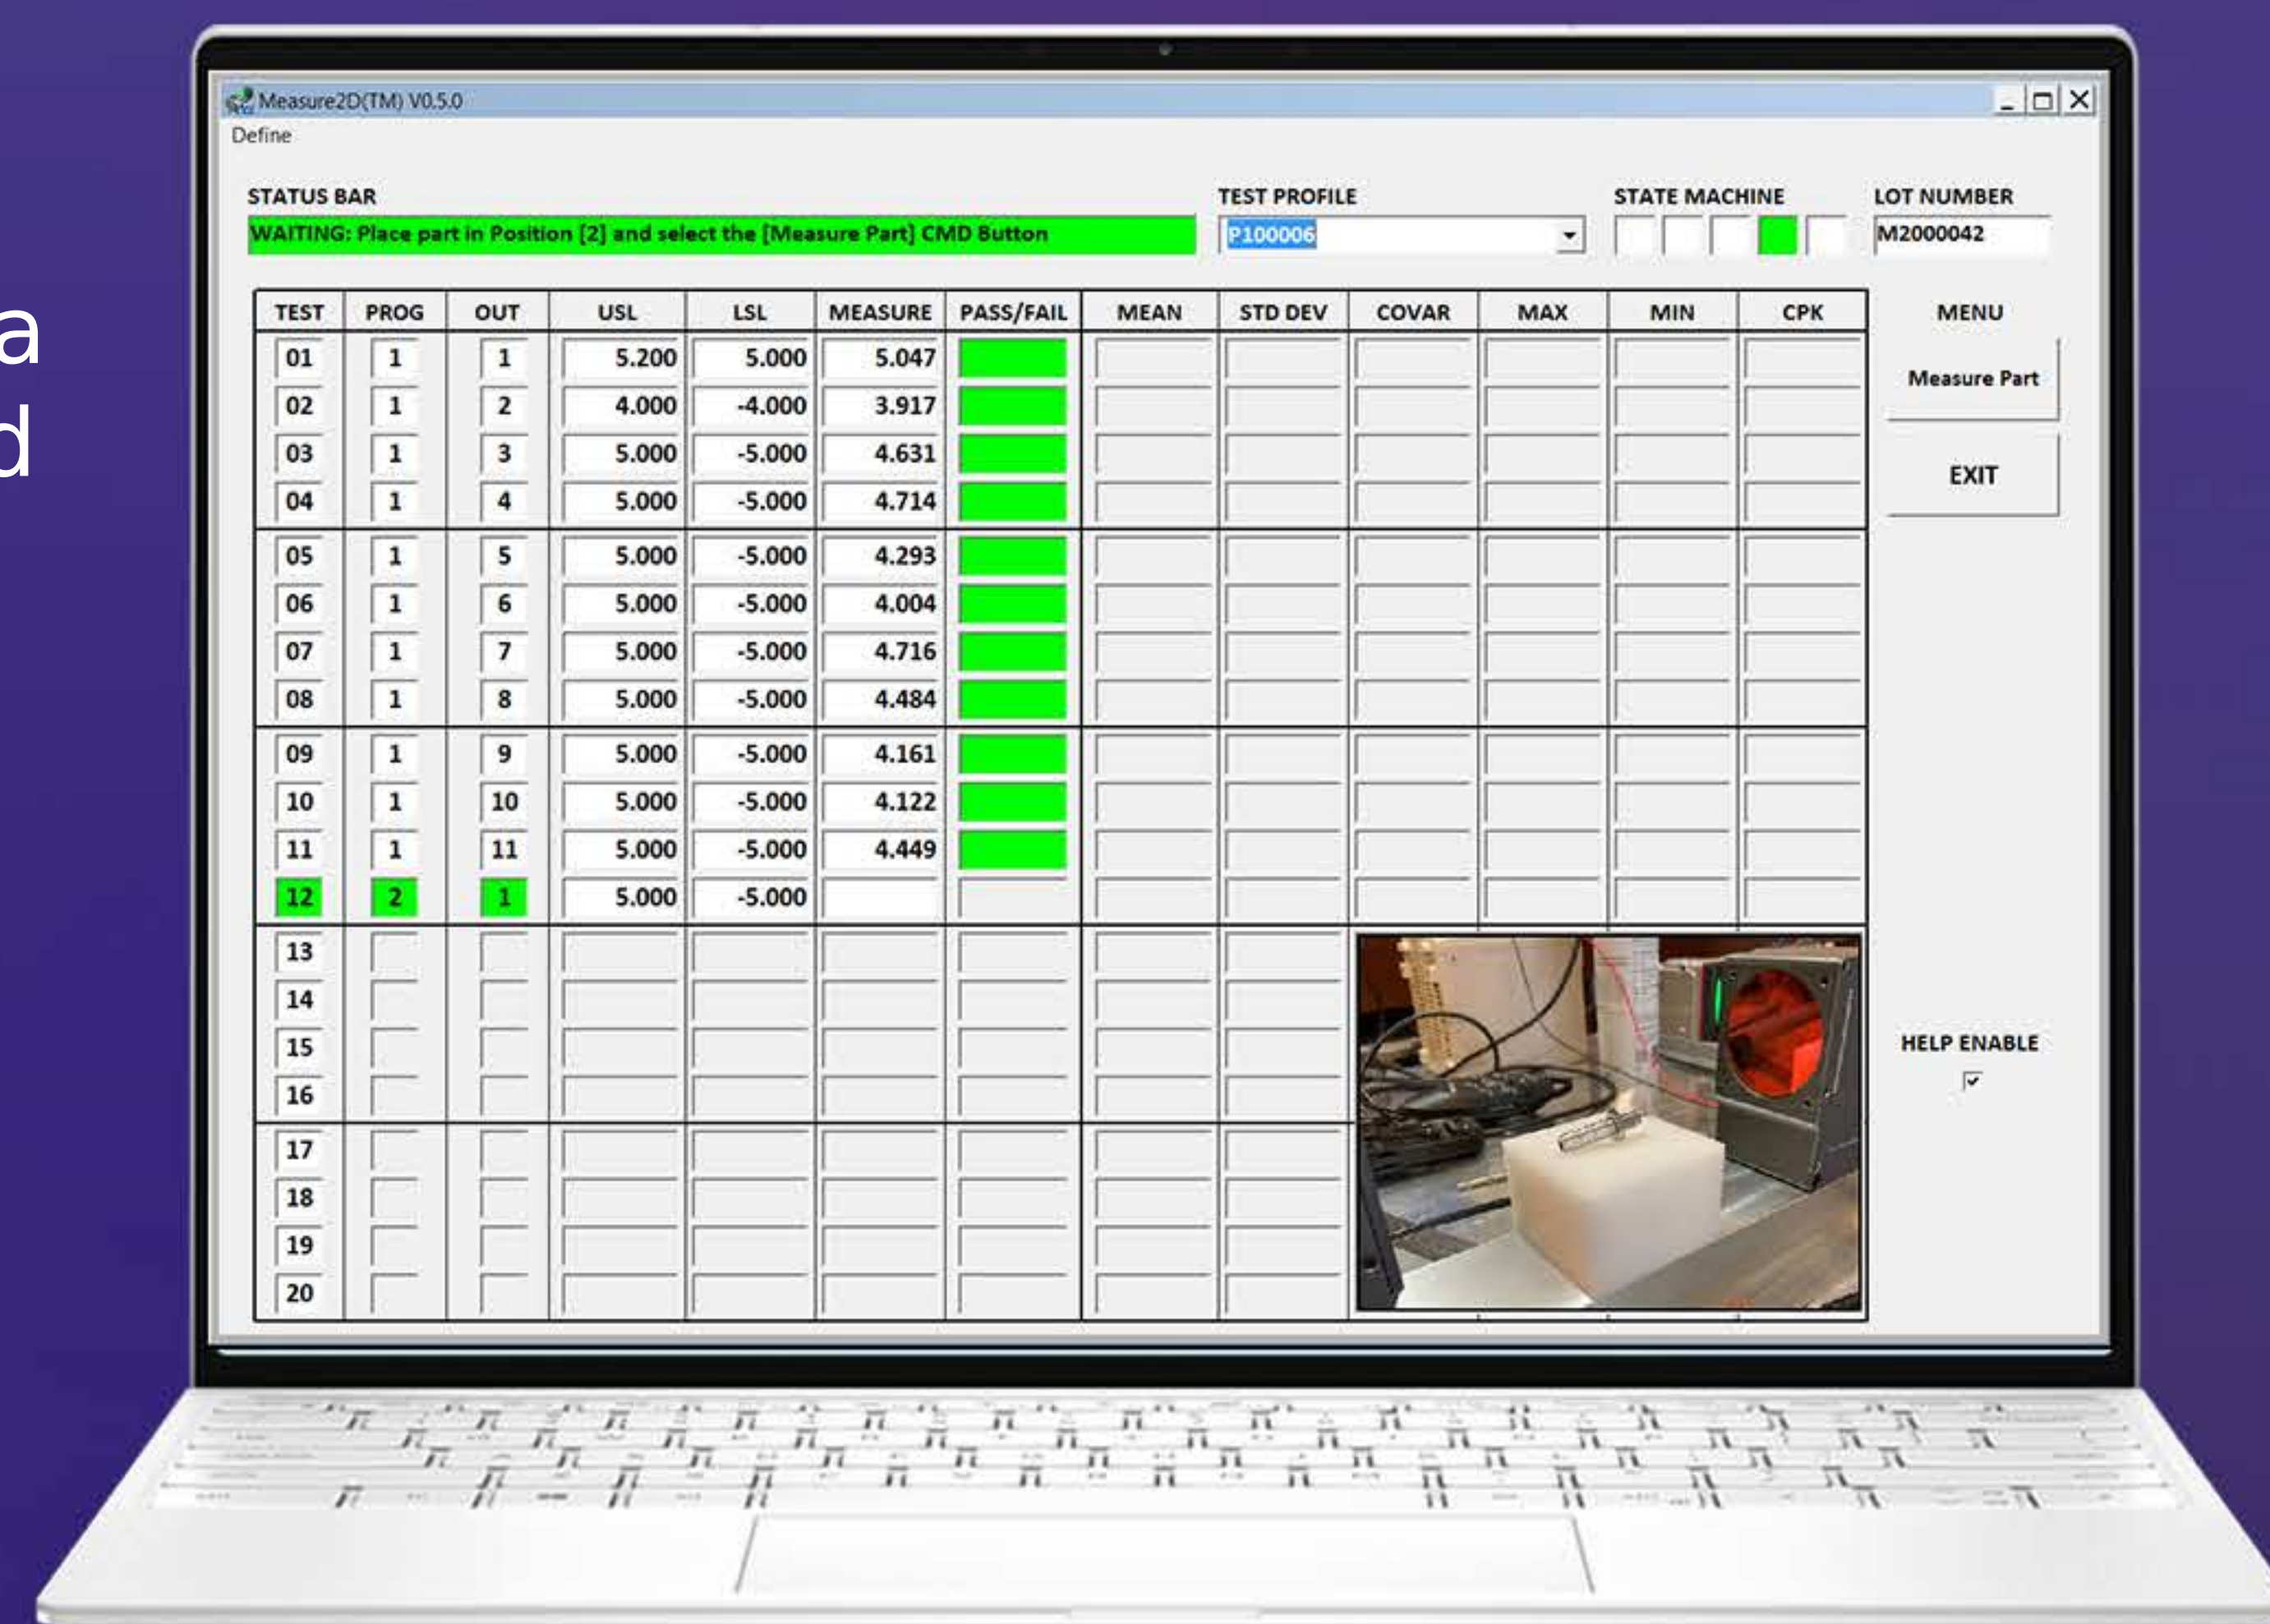 a
d
Measure2D(TM) V0.5.0
Define
STATUS BAR TEST PROFILE STATE MACHINE LOT NUMBER
WAITING: Place part in Position [2] and select the [Measure Part] CMD Button P100006 M2000042
TEST PROG OUT USL LSL MEASURE PASS/FAIL MEAN STD DEV COVAR MAX MIN CPK MENU
01 1 1 5.200 5.000 5.047
Measure Part
02 1 2 4.000 -4.000 3.917
03 1 3 5.000 -5.000 4.631
EXIT
04 1 4 5.000 -5.000 4.714
05 1 5 5.000 -5.000 4.293
06 1 6 5.000 -5.000 4.004
07 1 7 5.000 -5.000 4.716
08 1 8 5.000 -5.000 4.484
09 1 9 5.000 -5.000 4.161
10 1 10 5.000 -5.000 4.122
11 1 11 5.000 -5.000 4.449
12 2 1 5.000 -5.000
13
14
15
HELP ENABLE
16
17
18
19
20